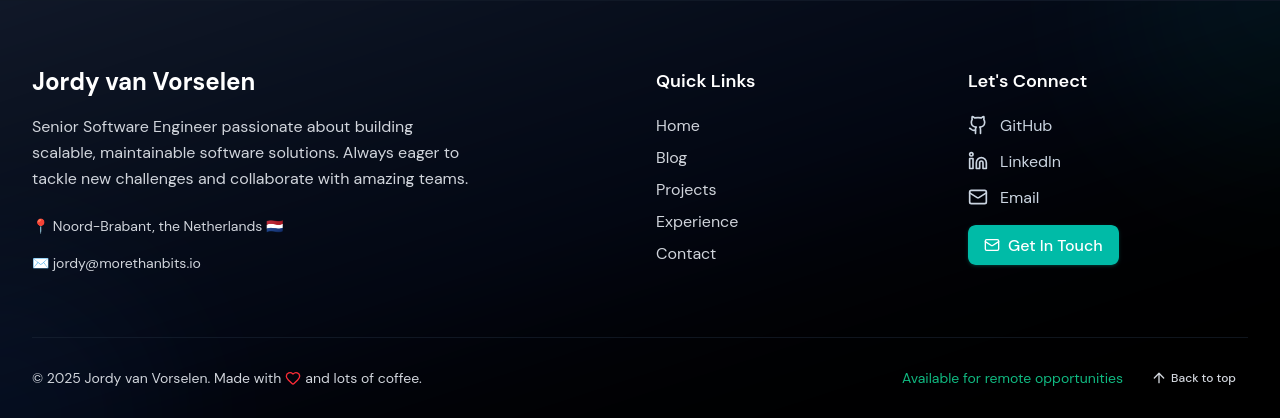 Jordy van Vorselen
Senior Software Engineer passionate about building
scalable, maintainable software solutions. Always eager to
tackle new challenges and collaborate with amazing teams.
📍 Noord-Brabant, the Netherlands 🇳🇱
✉️ jordy@morethanbits.io
Quick Links
Home
Blog
Projects
Experience
Contact
Let's Connect
GitHub
LinkedIn
Email
Get In Touch
© 2025 Jordy van Vorselen. Made with and lots of coffee.
Available for remote opportunities
Back to top